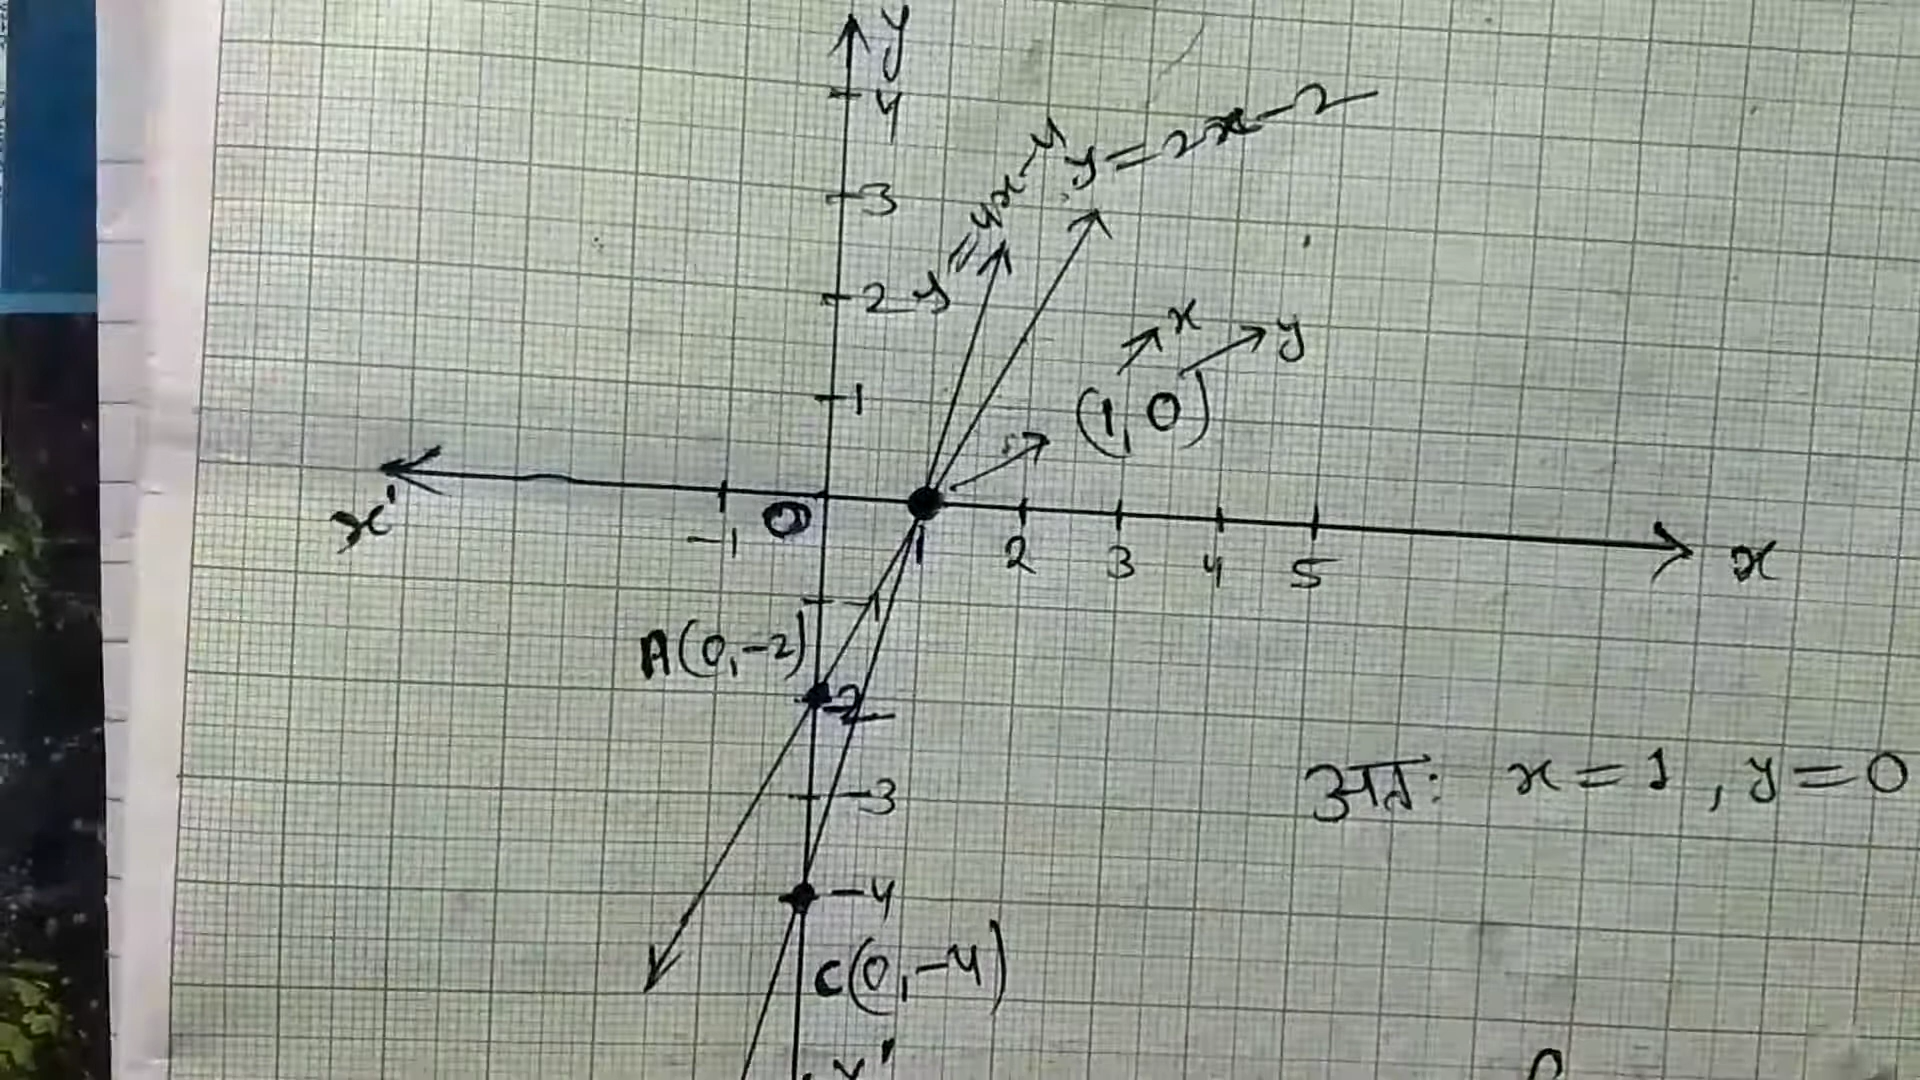 y
4
y = 2x - 2
y = 4x - 4
3
2
x
y
1
(1, 0)
x'
-1
0
1
2
3
4
5
x
A(0, -2)
-2
अतः x = 1, y = 0
-3
-4
C(0, -4)
y'